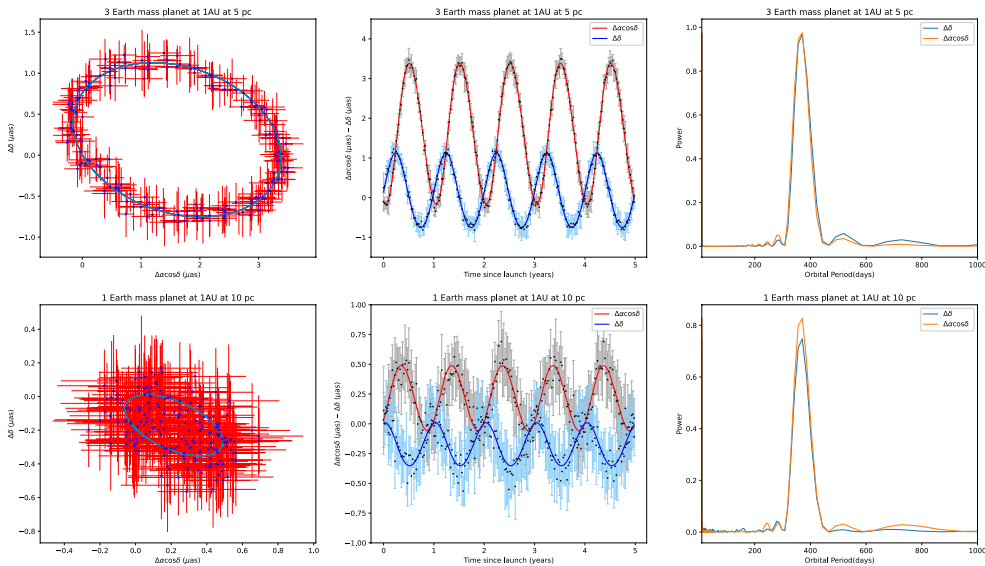 3 Earth mass planet at 1AU at 5 pc
1.5
1.0
0.5
0.0
−0.5
−1.0
Δδ (μas)
0 1 2 3
Δαcosδ (μas)
3 Earth mass planet at 1AU at 5 pc
Δαcosδ
Δδ
4
3
2
1
0
−1
Δαcosδ (μas) − Δδ (μas)
0 1 2 3 4 5
Time since launch (years)
3 Earth mass planet at 1AU at 5 pc
Δδ
Δαcosδ
1.0
0.8
0.6
0.4
0.2
0.0
Power
200 400 600 800 1000
Orbital Period(days)
1 Earth mass planet at 1AU at 10 pc
0.4
0.2
0.0
−0.2
−0.4
−0.6
−0.8
Δδ (μas)
−0.4 −0.2 0.0 0.2 0.4 0.6 0.8 1.0
Δαcosδ (μas)
1 Earth mass planet at 1AU at 10 pc
Δαcosδ
Δδ
1.00
0.75
0.50
0.25
0.00
−0.25
−0.50
−0.75
−1.00
Δαcosδ (μas) − Δδ (μas)
0 1 2 3 4 5
Time since launch (years)
1 Earth mass planet at 1AU at 10 pc
Δδ
Δαcosδ
0.8
0.6
0.4
0.2
0.0
Power
200 400 600 800 1000
Orbital Period(days)